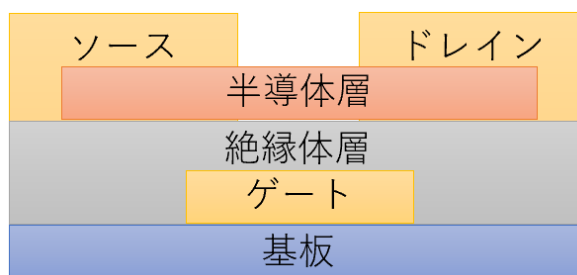 ソース
ドレイン
半導体層
絶縁体層
ゲート
基板